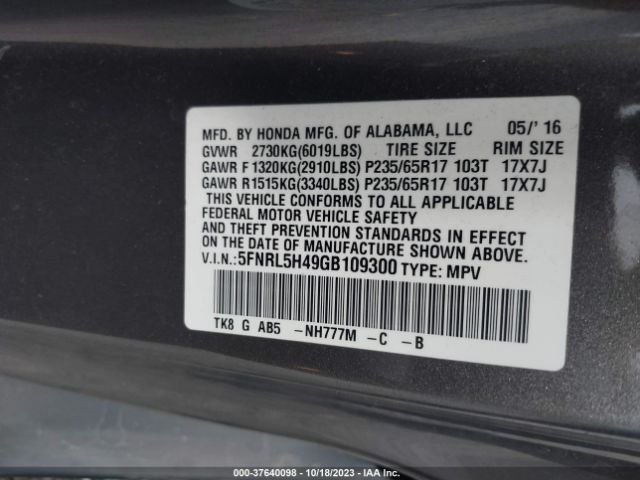 MFD. BY HONDA MFG. OF ALABAMA, LLC 05/' 16
GVWR 2730KG(6019LBS) TIRE SIZE RIM SIZE
GAWR F 1320KG(2910LBS) P235/65R17 103T 17X7J
GAWR R1515KG(3340LBS) P235/65R17 103T 17X7J
THIS VEHICLE CONFORMS TO ALL APPLICABLE
FEDERAL MOTOR VEHICLE SAFETY
AND THEFT PREVENTION STANDARDS IN EFFECT
ON THE DATE OF MANUFACTURE SHOWN ABOVE.
V.I.N.:5FNRL5H49GB109300 TYPE: MPV
TK8 G AB5 -NH777M -C -B
000-37640098 - 10/18/2023 - IAA Inc.